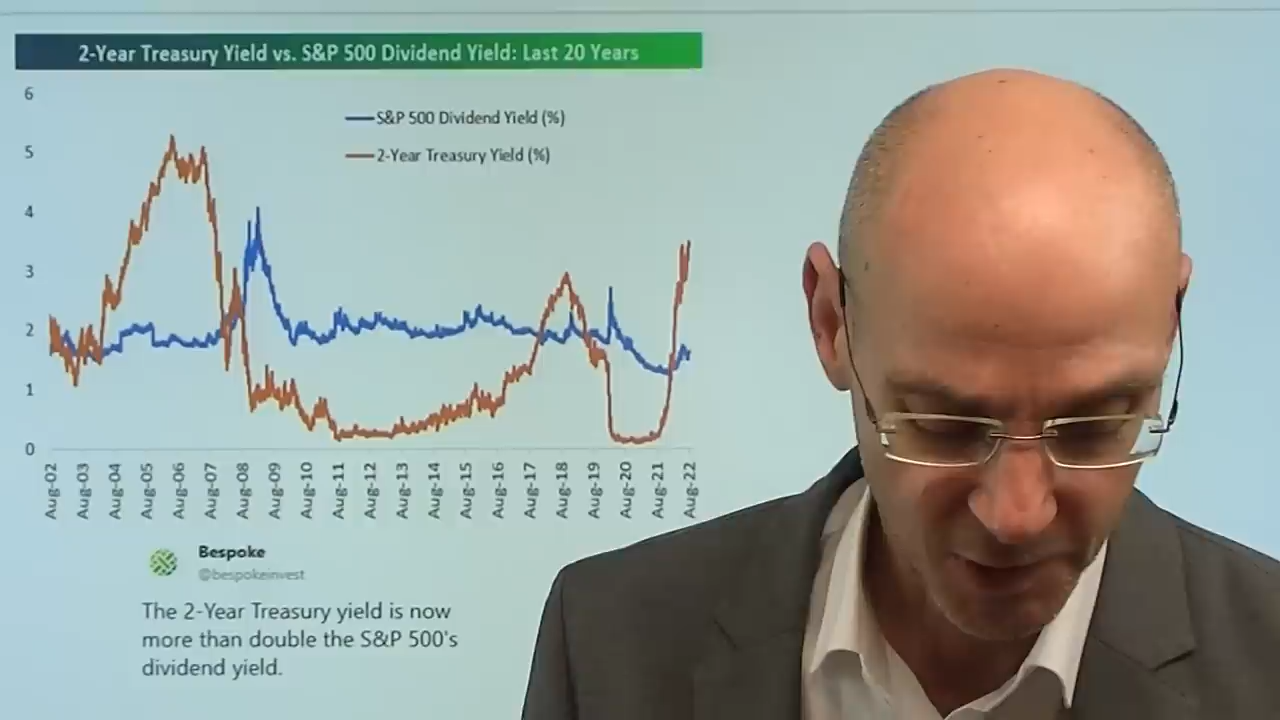 2-Year Treasury Yield vs. S&P 500 Dividend Yield: Last 20 Years
6
S&P 500 Dividend Yield (%)
5
2-Year Treasury Yield (%)
4
3
2
1
0
Aug-02
Aug-03
Aug-04
Aug-05
Aug-06
Aug-07
Aug-08
Aug-09
Aug-10
Aug-11
Aug-12
Aug-13
Aug-14
Aug-15
Aug-16
Aug-17
Aug-18
Aug-19
Aug-20
Aug-21
Aug-22
Bespoke
@bespokeinvest
The 2-Year Treasury yield is now
more than double the S&P 500's
dividend yield.